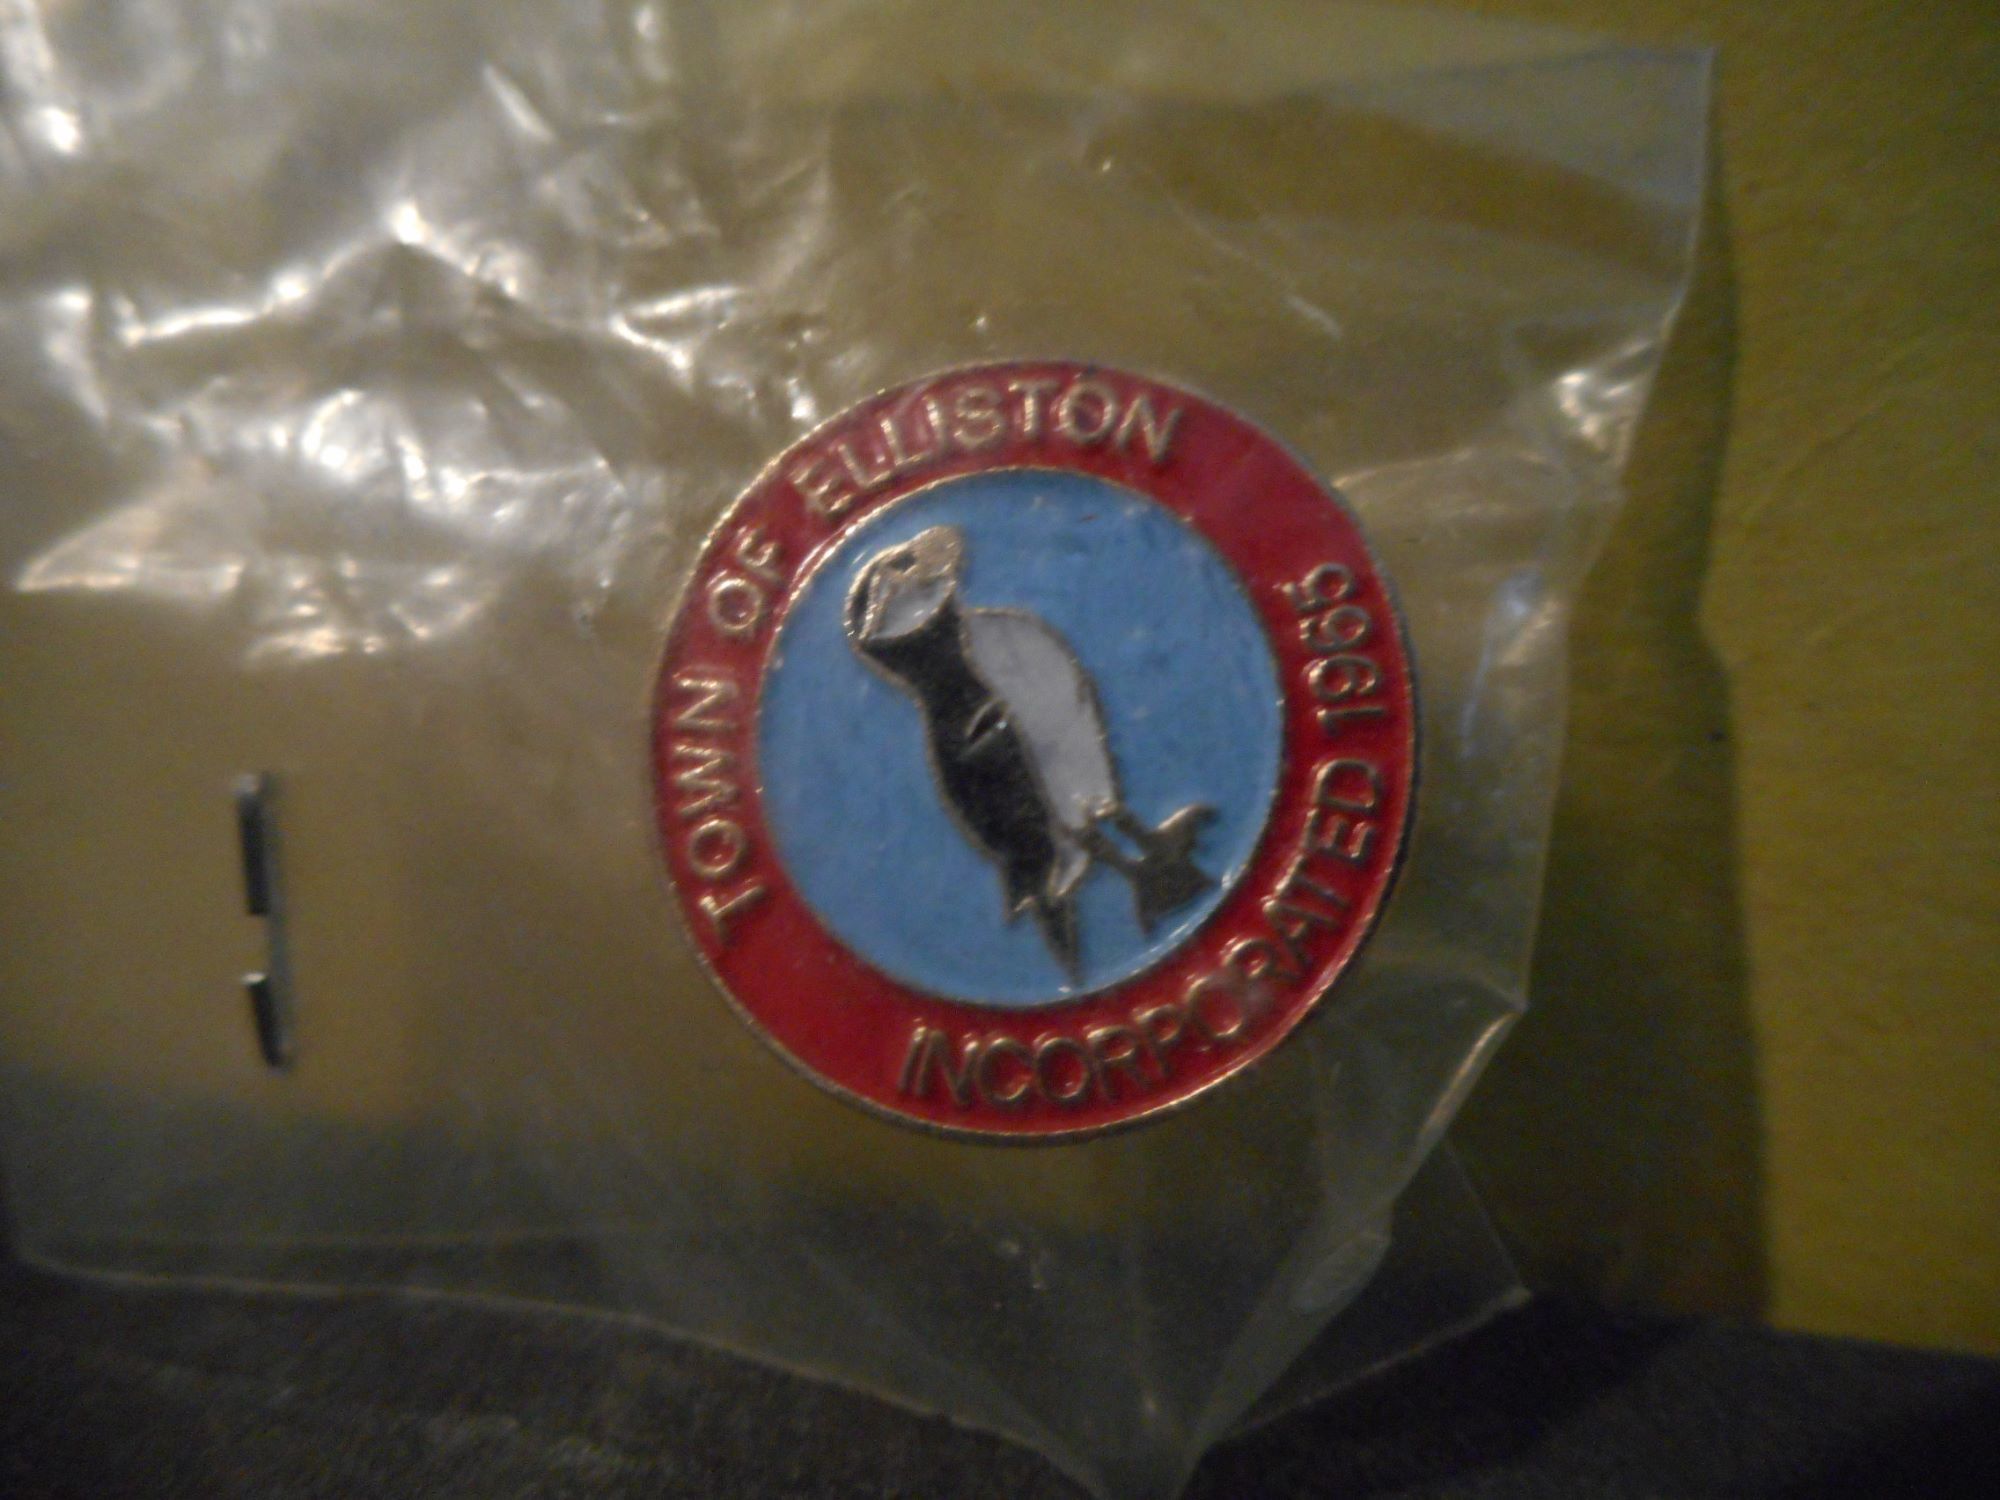 TOWN OF ELLISTON
INCORPORATED 1965